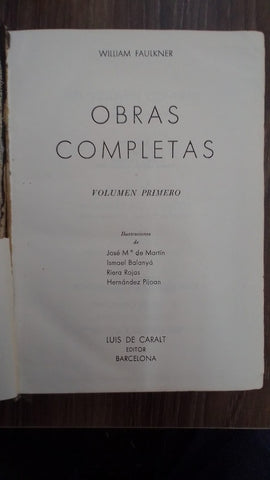 WILLIAM FAULKNER
OBRAS
COMPLETAS
VOLUMEN PRIMERO
Ilustraciones
de
José Mª de Martín
Ismael Balanyá
Riera Rojas
Hernández Pijoan
LUIS DE CARALT
EDITOR
BARCELONA